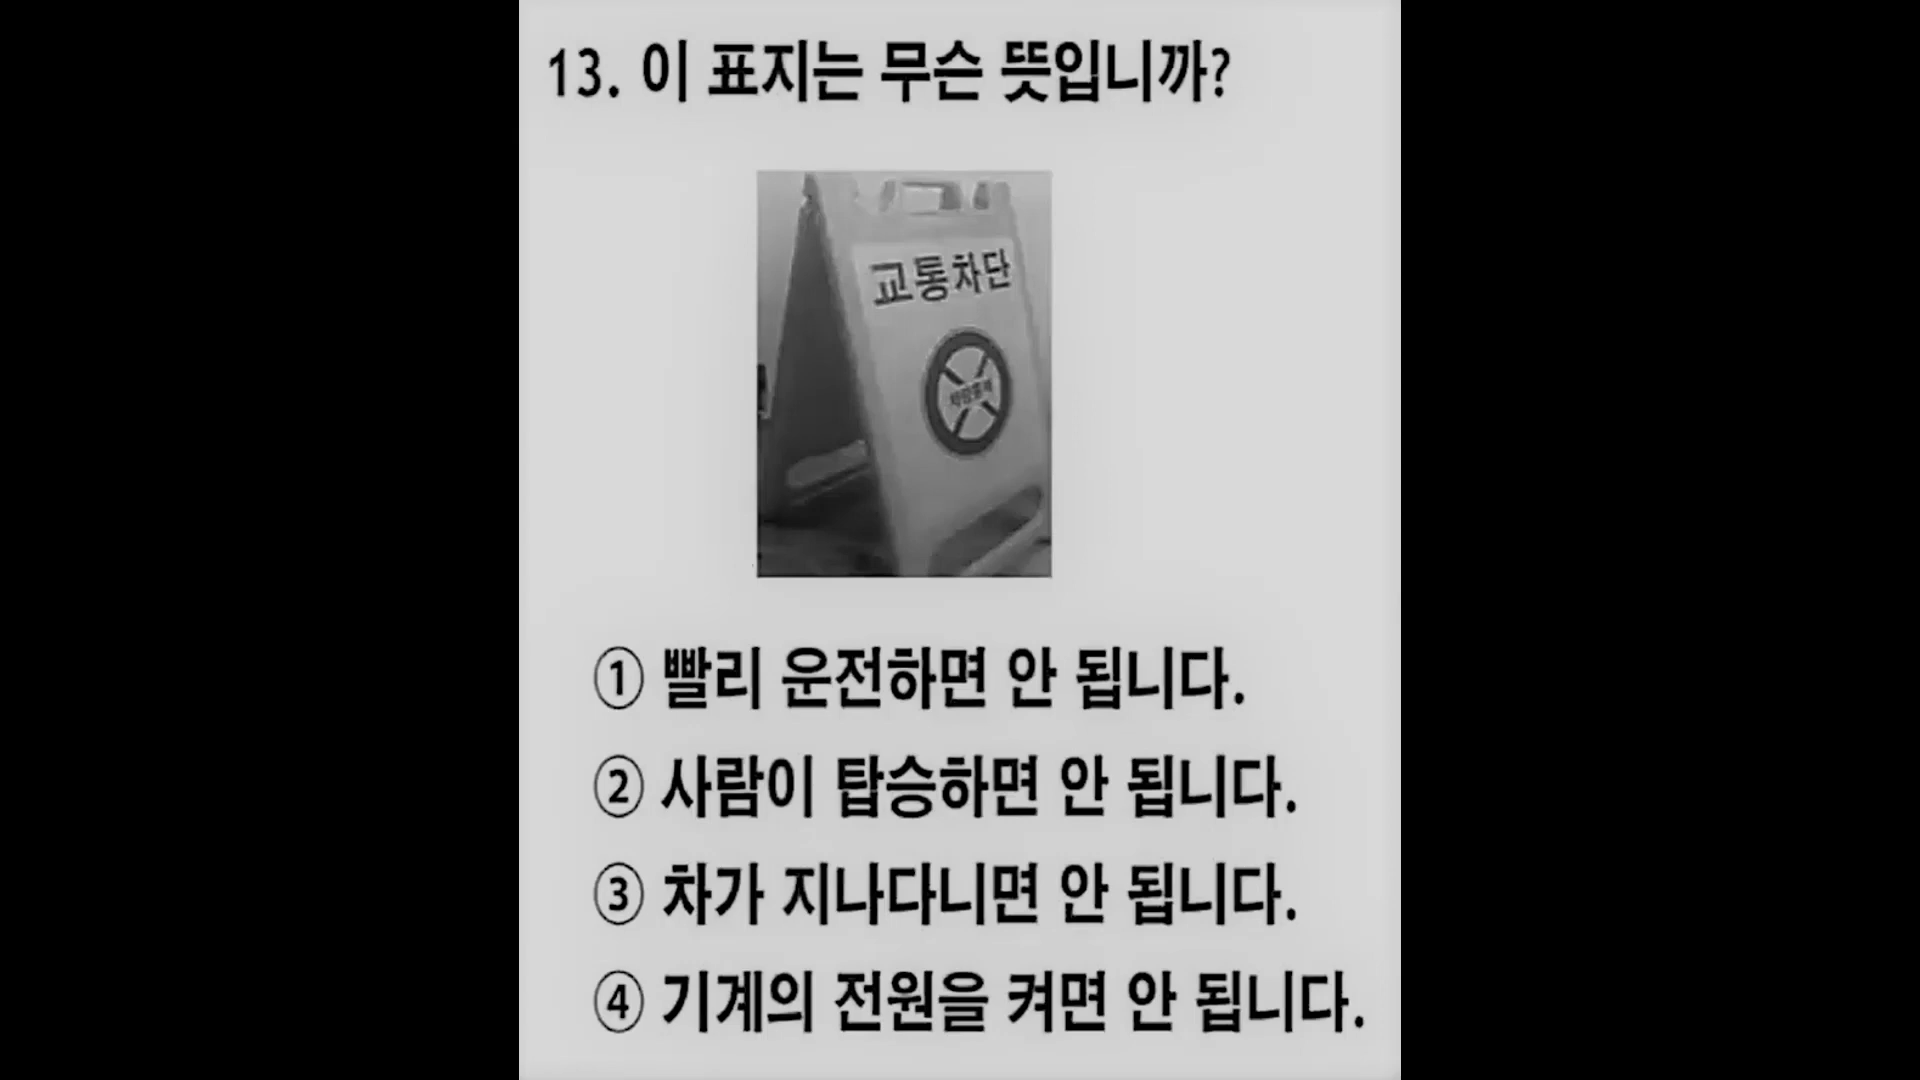 13. 이 표지는 무슨 뜻입니까?
교통차단
① 빨리 운전하면 안 됩니다.
② 사람이 탑승하면 안 됩니다.
③ 차가 지나다니면 안 됩니다.
④ 기계의 전원을 켜면 안 됩니다.